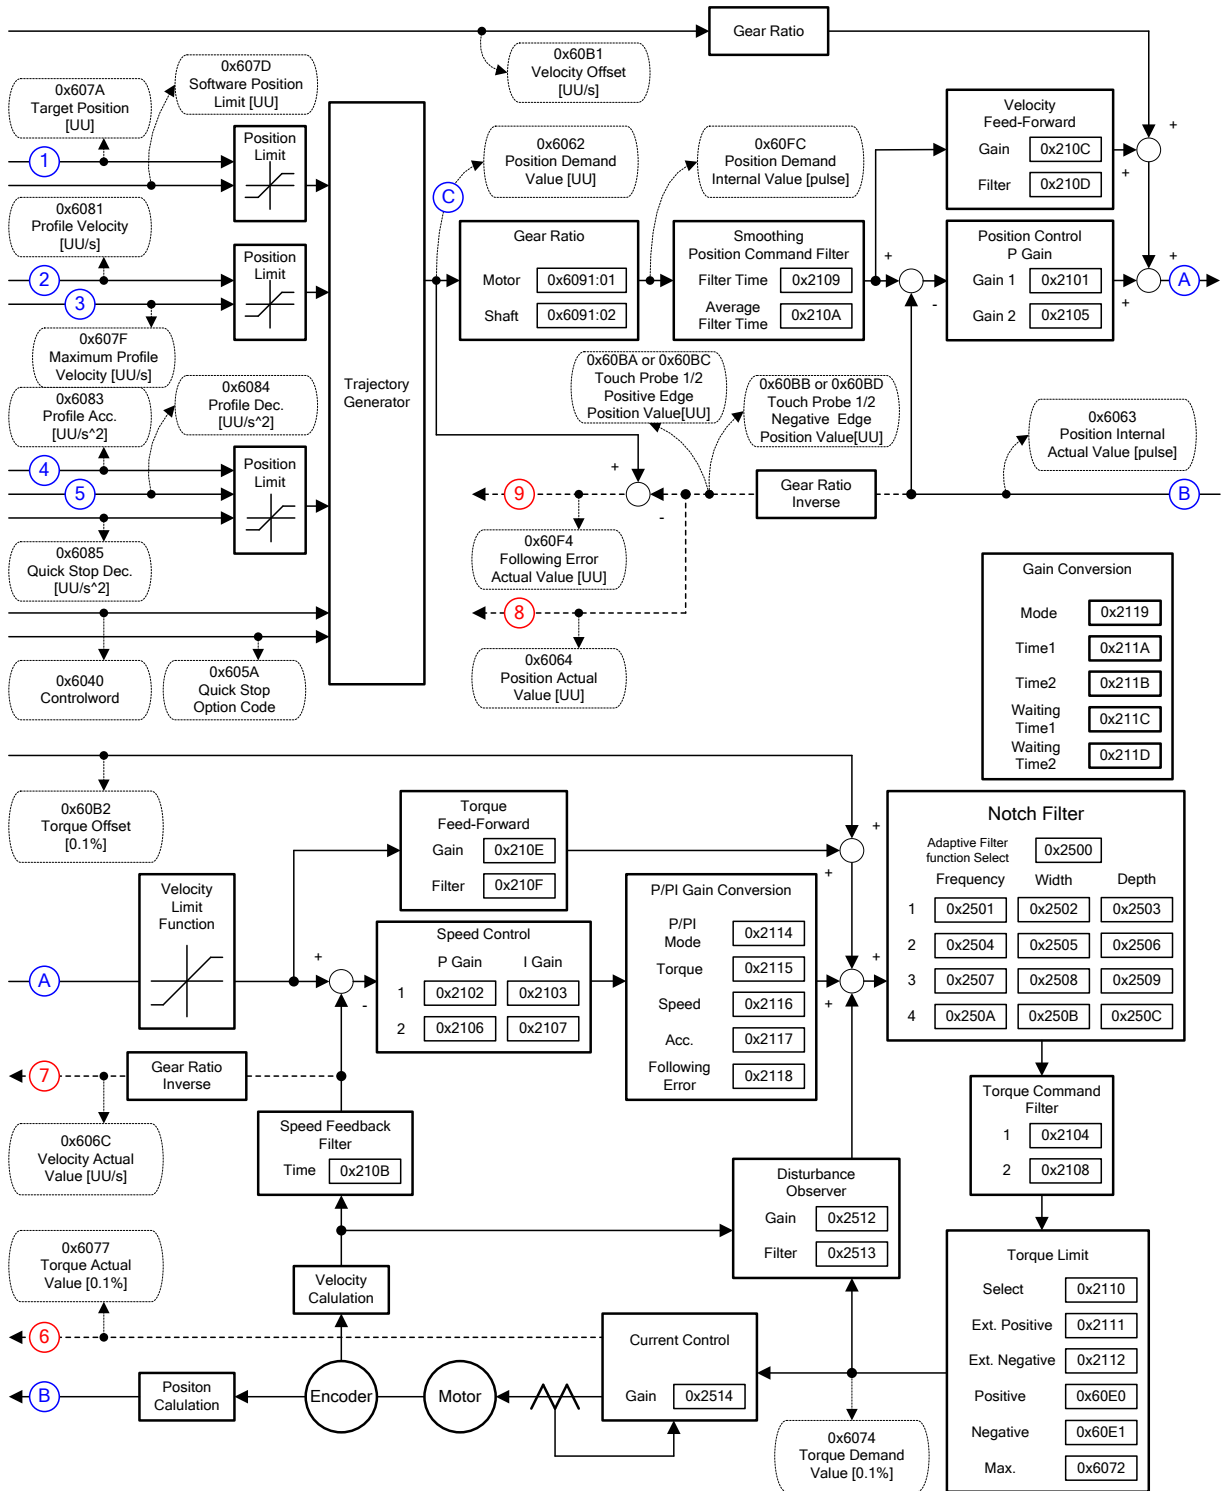 Gear Ratio
0x60B1
Velocity Offset
[UU/s]
0x607D
Software Position
Limit [UU]
0x607A
Target Position
[UU]
Position
Limit
1
0x6062
Position Demand
Value [UU]
0x60FC
Position Demand
Internal Value [pulse]
Velocity
Feed-Forward
Gain 0x210C
Filter 0x210D
+
+
C
0x6081
Profile Velocity
[UU/s]
Position
Limit
2
3
0x607F
Maximum Profile
Velocity [UU/s]
Gear Ratio
Motor 0x6091:01
Shaft 0x6091:02
Smoothing
Position Command Filter
Filter Time 0x2109
Average
Filter Time 0x210A
+
-
Position Control
P Gain
Gain 1 0x2101
Gain 2 0x2105
+
+
A
Trajectory
Generator
0x6083
Profile Acc.
[UU/s^2]
0x6084
Profile Dec.
[UU/s^2]
Position
Limit
4
5
0x6085
Quick Stop Dec.
[UU/s^2]
0x60BA or 0x60BC
Touch Probe 1/2
Positive Edge
Position Value[UU]
0x60BB or 0x60BD
Touch Probe 1/2
Negative Edge
Position Value[UU]
0x6063
Position Internal
Actual Value [pulse]
+
-
9
Gear Ratio
Inverse
B
0x60F4
Following Error
Actual Value [UU]
8
0x6064
Position Actual
Value [UU]
0x6040
Controlword
0x605A
Quick Stop
Option Code
Gain Conversion
Mode 0x2119
Time1 0x211A
Time2 0x211B
Waiting
Time1 0x211C
Waiting
Time2 0x211D
0x60B2
Torque Offset
[0.1%]
Torque
Feed-Forward
Gain 0x210E
Filter 0x210F
+
+
Notch Filter
Adaptive Filter
function Select 0x2500
Frequency Width Depth
1 0x2501 0x2502 0x2503
2 0x2504 0x2505 0x2506
3 0x2507 0x2508 0x2509
4 0x250A 0x250B 0x250C
Velocity
Limit
Function
A
+
-
Speed Control
P Gain I Gain
1 0x2102 0x2103
2 0x2106 0x2107
P/PI Gain Conversion
P/PI
Mode 0x2114
Torque 0x2115
Speed 0x2116
Acc. 0x2117
Following
Error 0x2118
+
+
7
Gear Ratio
Inverse
0x606C
Velocity Actual
Value [UU/s]
Speed Feedback
Filter
Time 0x210B
Torque Command
Filter
1 0x2104
2 0x2108
Disturbance
Observer
Gain 0x2512
Filter 0x2513
0x6077
Torque Actual
Value [0.1%]
Velocity
Calulation
6
Current Control
Gain 0x2514
Torque Limit
Select 0x2110
Ext. Positive 0x2111
Ext. Negative 0x2112
Positive 0x60E0
Negative 0x60E1
Max. 0x6072
B
Positon
Calulation
Encoder
Motor
0x6074
Torque Demand
Value [0.1%]